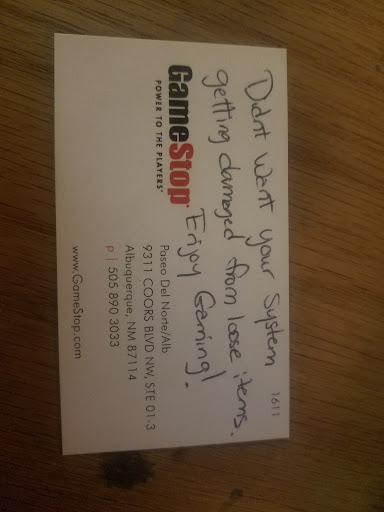 1611
Didnt want your System
getting damaged from loose items.
Enjoy Gaming!
GameStop
POWER TO THE PLAYERS
Paseo Del Norte/Alb
9311 COORS BLVD NW, STE 01-3
Albuquerque, NM 87114
p | 505 890 3033
www.GameStop.com